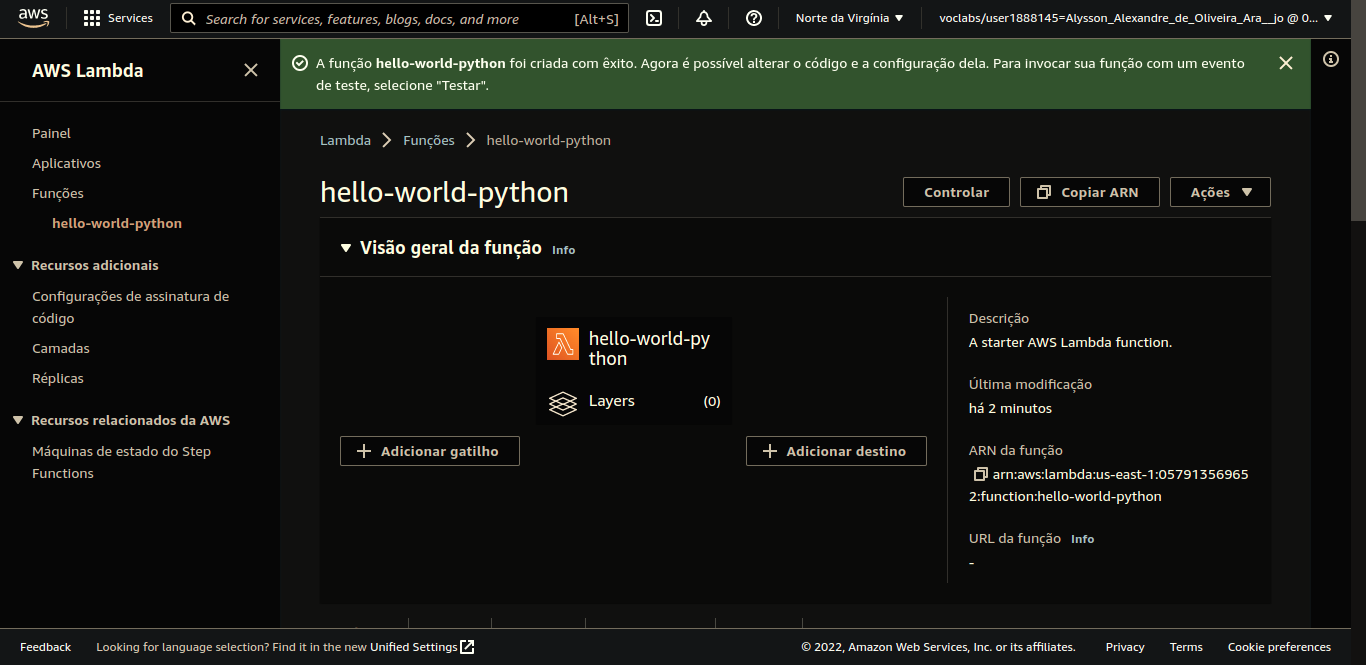 aws
Services
Search for services, features, blogs, docs, and more
[Alt+S]
Norte da Virgínia
voclabs/user1888145=Alysson_Alexandre_de_Oliveira_Ara__jo @ 0...
AWS Lambda
A função hello-world-python foi criada com êxito. Agora é possível alterar o código e a configuração dela. Para invocar sua função com um evento
de teste, selecione "Testar".
Painel
Aplicativos
Funções
hello-world-python
Recursos adicionais
Configurações de assinatura de
código
Camadas
Réplicas
Recursos relacionados da AWS
Máquinas de estado do Step
Functions
Lambda
Funções
hello-world-python
hello-world-python
Controlar
Copiar ARN
Ações
Visão geral da função
Info
hello-world-py
thon
Layers
(0)
Adicionar gatilho
Adicionar destino
Descrição
A starter AWS Lambda function.
Última modificação
há 2 minutos
ARN da função
arn:aws:lambda:us-east-1:05791356965
2:function:hello-world-python
URL da função
Info
-
Feedback
Looking for language selection? Find it in the new Unified Settings
© 2022, Amazon Web Services, Inc. or its affiliates.
Privacy
Terms
Cookie preferences